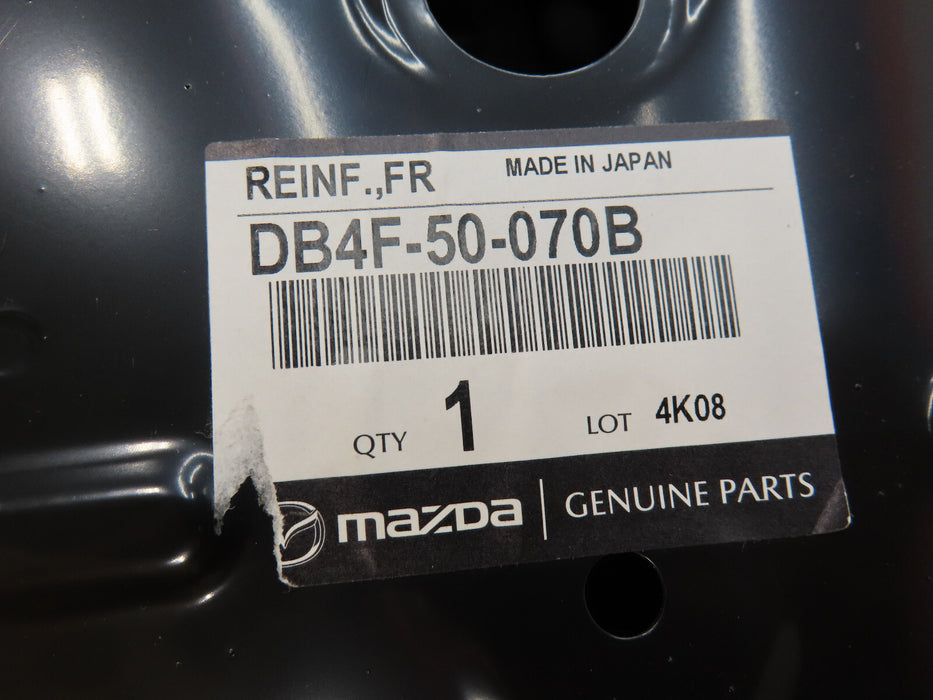 REINF.,FR MADE IN JAPAN
DB4F-50-070B
QTY 1 LOT 4K08
mazda GENUINE PARTS